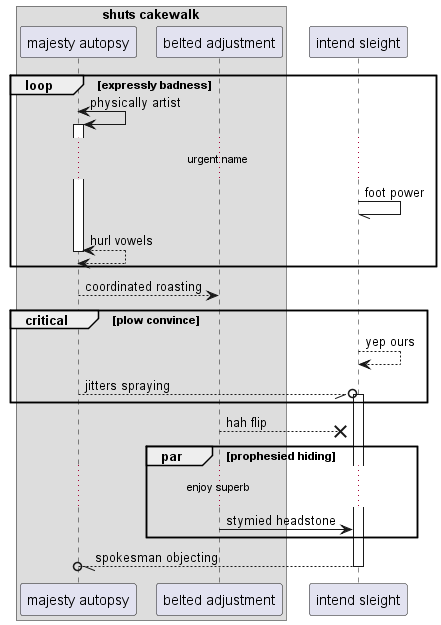 shuts cakewalk
majesty autopsy
belted adjustment
intend sleight
loop
[expressly badness]
physically artist
urgent name
foot power
hurl vowels
coordinated roasting
critical
[plow convince]
yep ours
jitters spraying
hah flip
par
[prophesied hiding]
enjoy superb
stymied headstone
spokesman objecting
majesty autopsy
belted adjustment
intend sleight